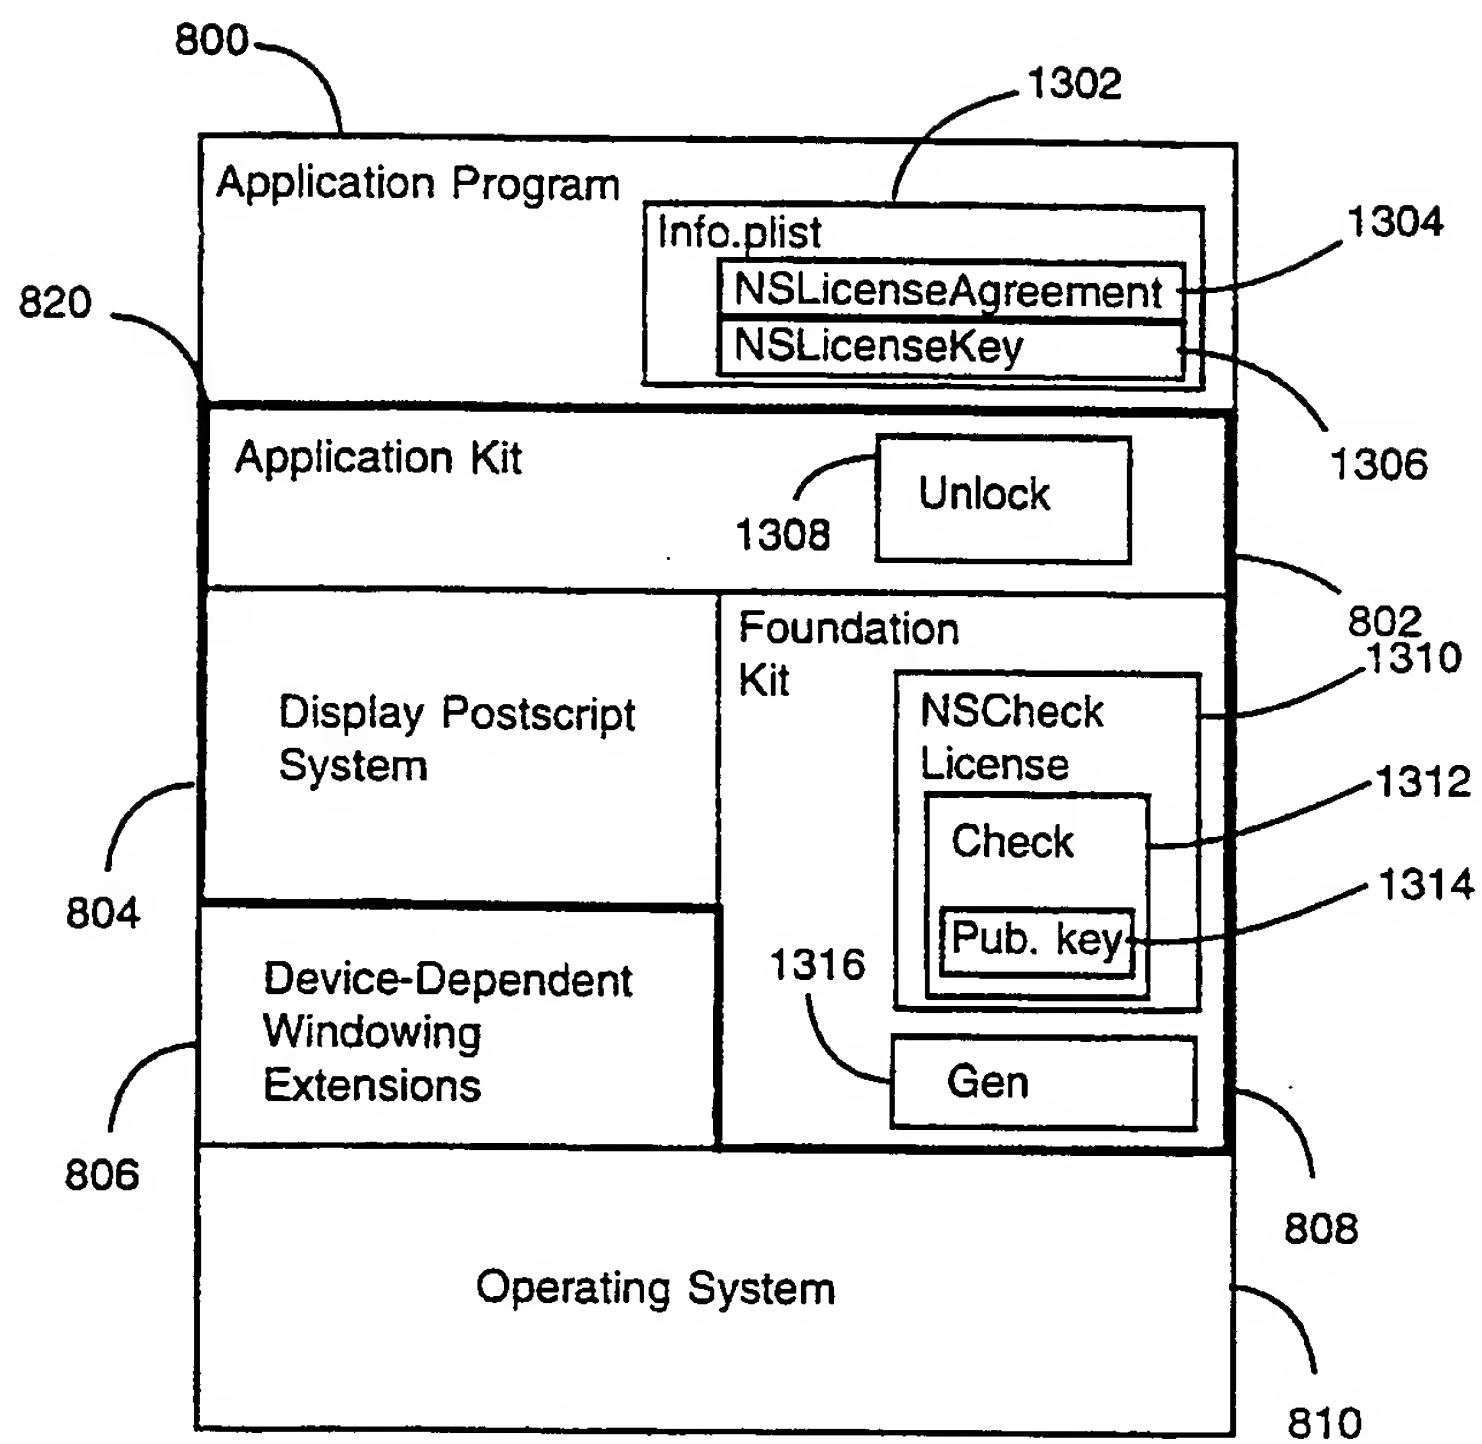 800
1302
Application Program
Info.plist
1304
NSLicenseAgreement
820
NSLicenseKey
1306
Application Kit
Unlock
1308
802
Foundation
Kit
1310
Display Postscript
System
NSCheck
License
1312
Check
1314
804
Pub. key
1316
Device-Dependent
Windowing
Extensions
Gen
806
808
Operating System
810